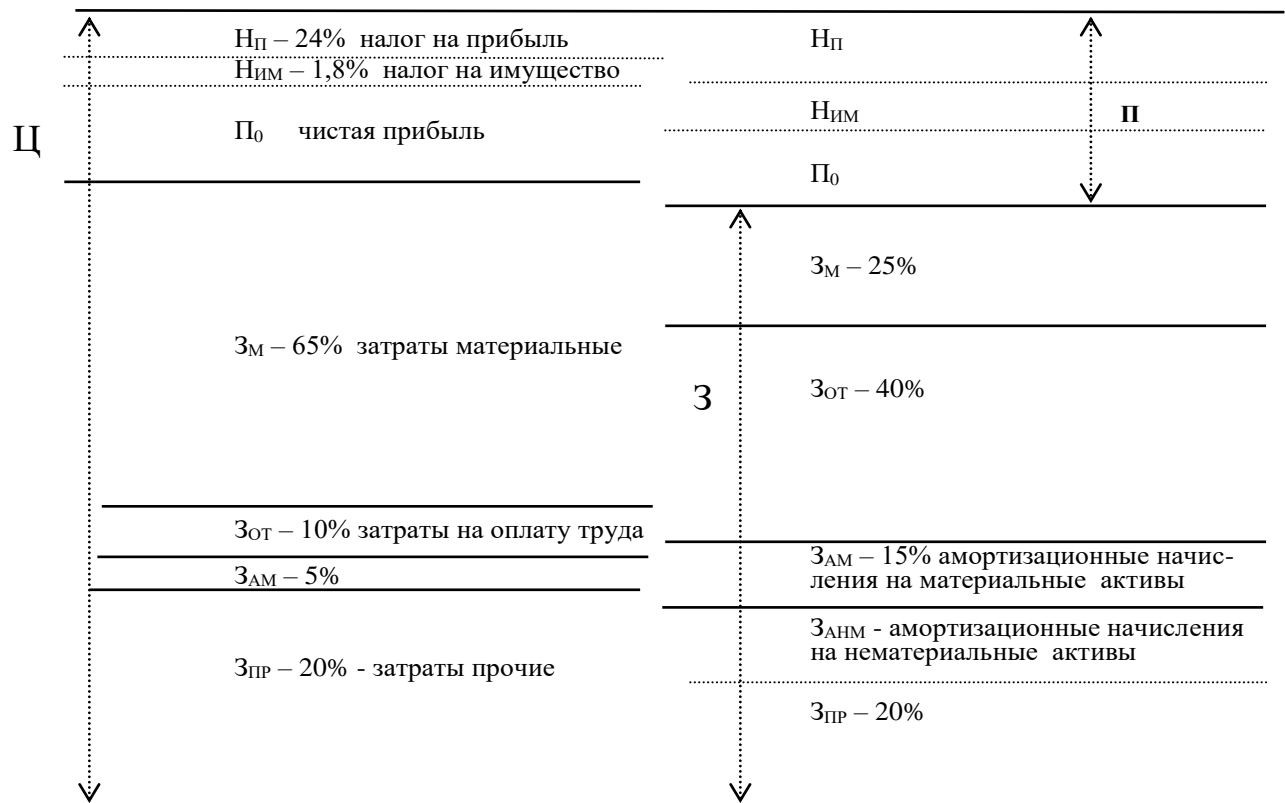 Ц
Н_П – 24% налог на прибыль
Н_ИМ – 1,8% налог на имущество
П_0 чистая прибыль
З_М – 65% затраты материальные
З_ОТ – 10% затраты на оплату труда
З_АМ – 5%
З_ПР – 20% - затраты прочие
Н_П
Н_ИМ
П_0
П
З
З_М – 25%
З_ОТ – 40%
З_АМ – 15% амортизационные начис-
ления на материальные активы
З_АНМ - амортизационные начисления
на нематериальные активы
З_ПР – 20%